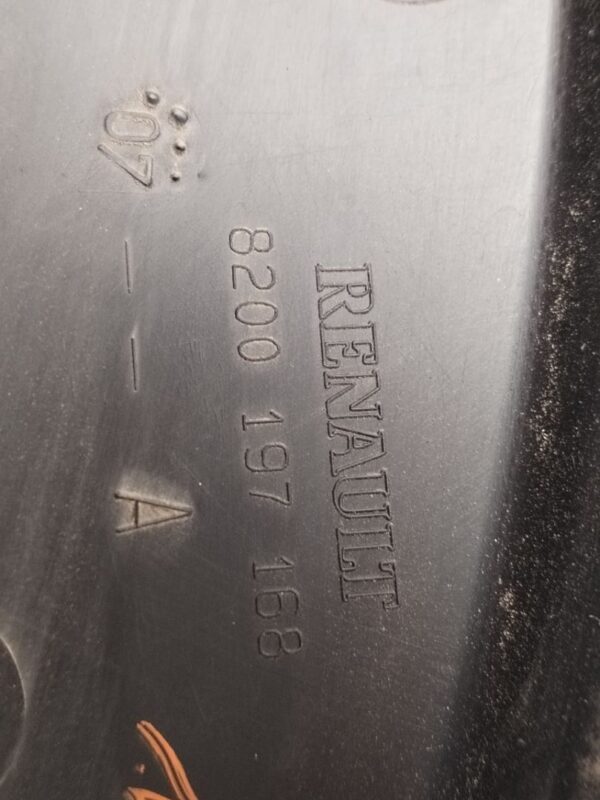 RENAULT
8200 197 168
07
— — A